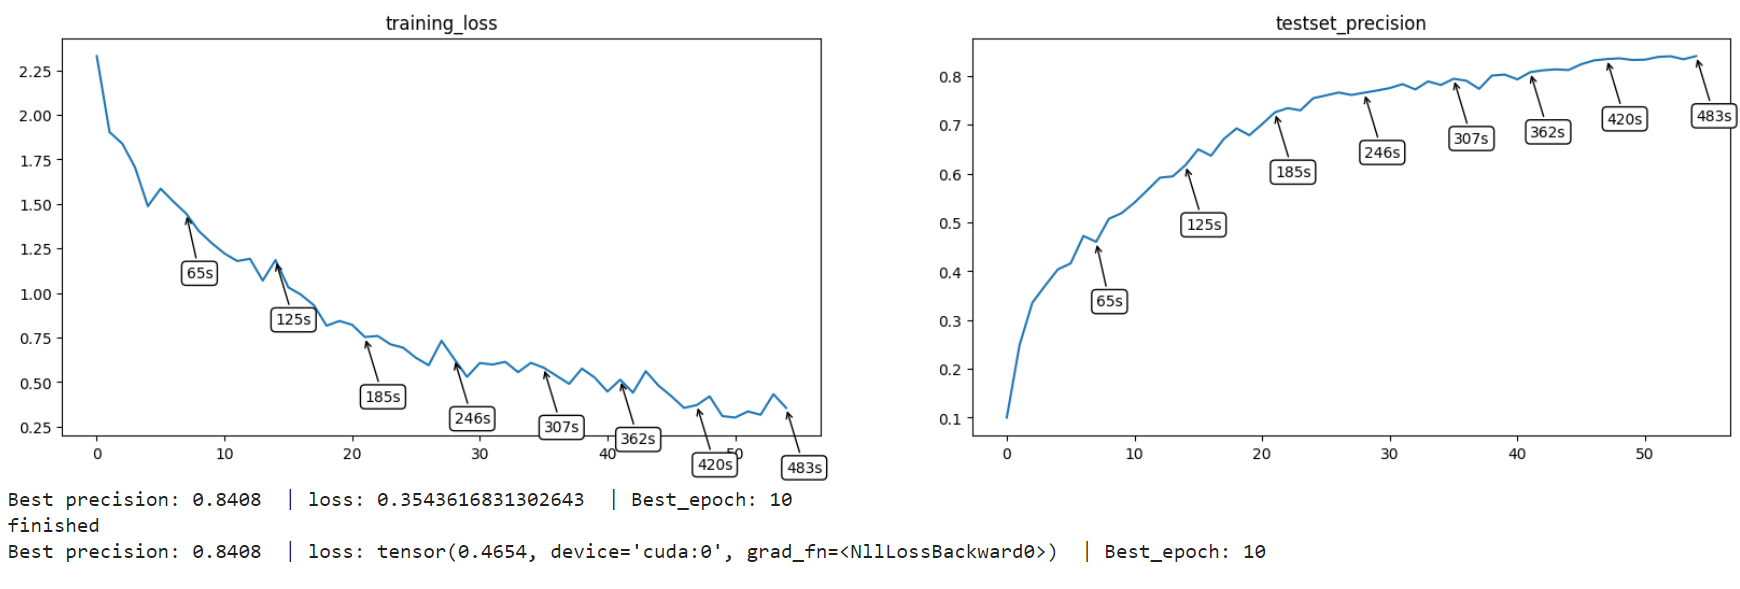 training_loss
2.25
2.00
1.75
1.50
1.25
1.00
0.75
0.50
0.25
65s
125s
185s
246s
307s
362s
420s
483s
0 10 20 30 40 50
testset_precision
0.8
0.7
0.6
0.5
0.4
0.3
0.2
0.1
65s
125s
185s
246s
307s
362s
420s
483s
0 10 20 30 40 50
Best precision: 0.8408 | loss: 0.3543616831302643 | Best_epoch: 10
finished
Best precision: 0.8408 | loss: tensor(0.4654, device='cuda:0', grad_fn=<NllLossBackward0>) | Best_epoch: 10